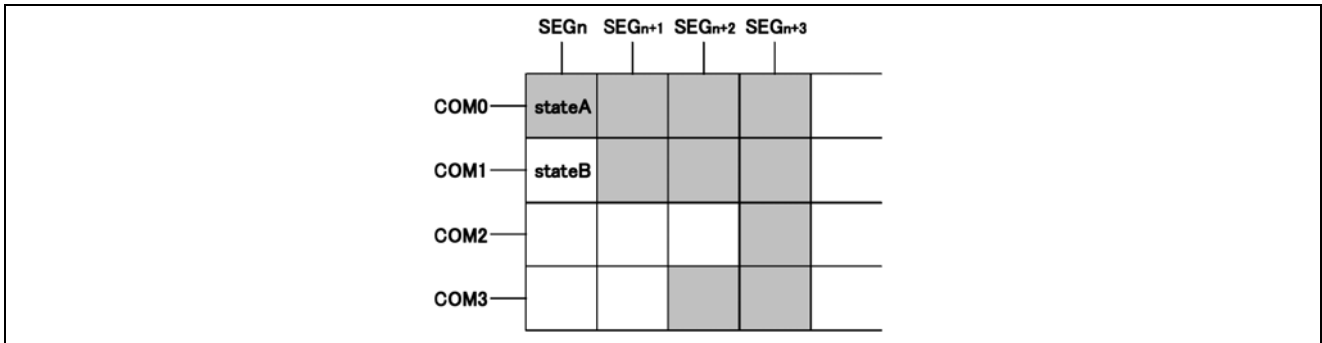 SEGn SEGn+1 SEGn+2 SEGn+3
COM0 stateA
COM1 stateB
COM2
COM3